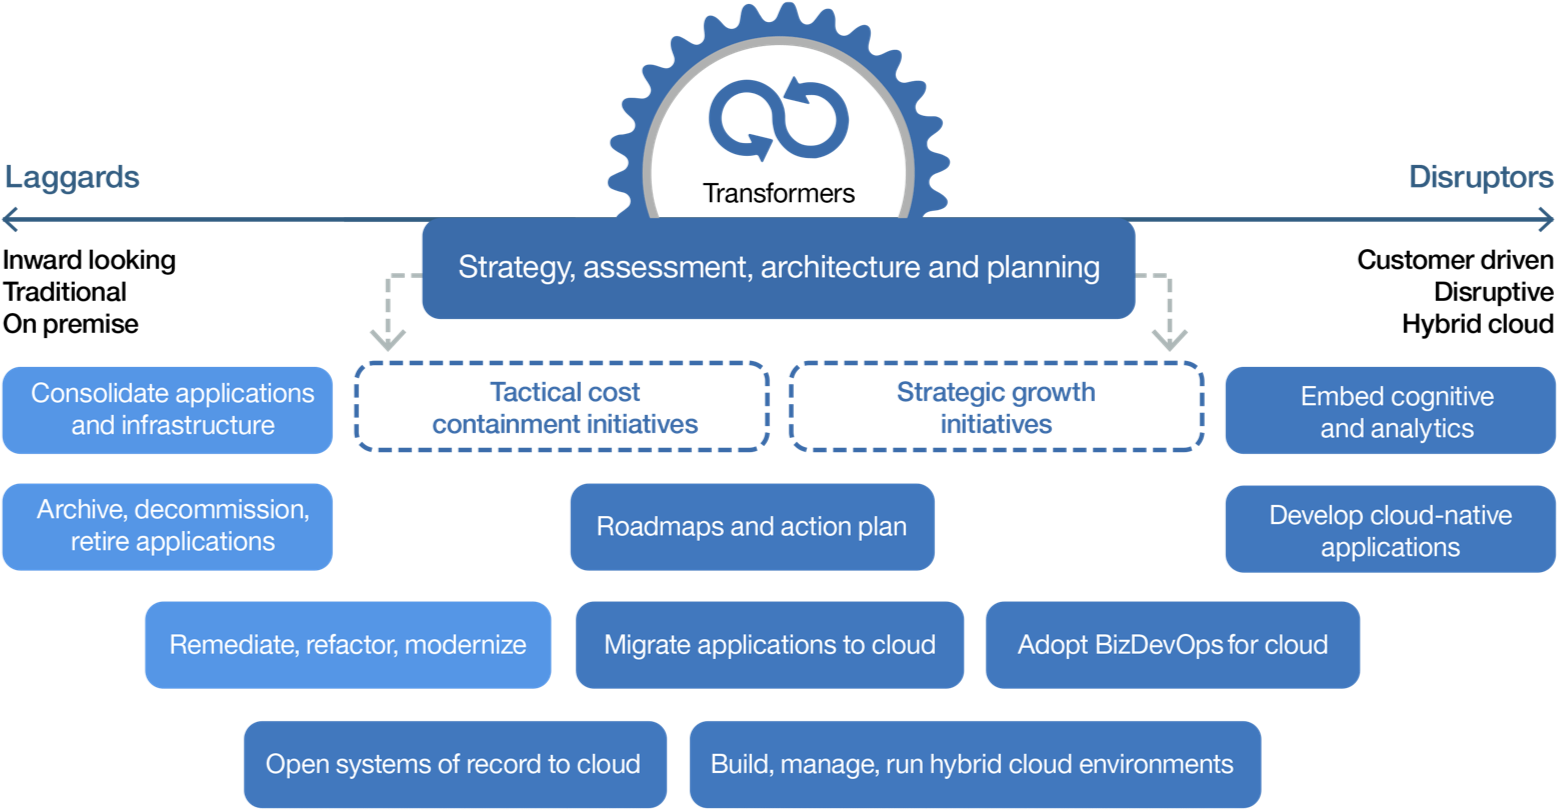 Transformers
Laggards
Disruptors
Strategy, assessment, architecture and planning
Inward looking
Traditional
On premise
Customer driven
Disruptive
Hybrid cloud
Consolidate applications
and infrastructure
Tactical cost
containment initiatives
Strategic growth
initiatives
Embed cognitive
and analytics
Archive, decommission,
retire applications
Roadmaps and action plan
Develop cloud-native
applications
Remediate, refactor, modernize
Migrate applications to cloud
Adopt BizDevOps for cloud
Open systems of record to cloud
Build, manage, run hybrid cloud environments